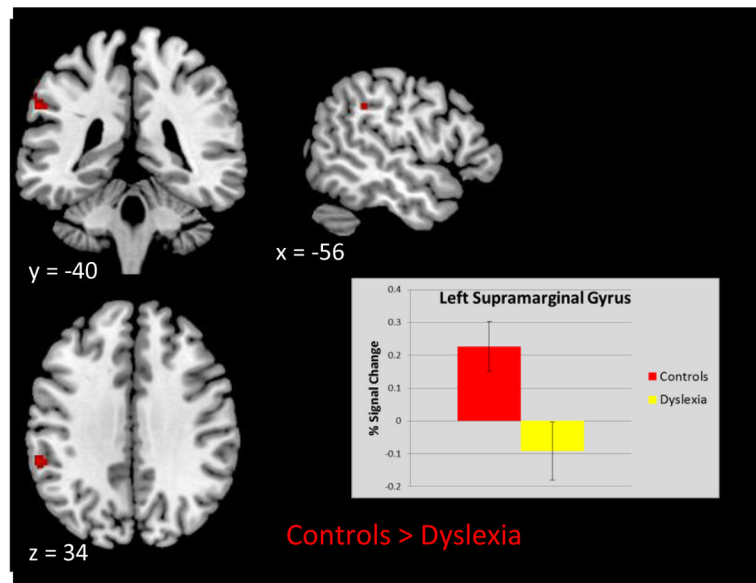 y = -40
x = -56
Left Supramarginal Gyrus
% Signal Change
0.4
0.3
0.2
0.1
0
-0.1
-0.2
Controls
Dyslexia
z = 34
Controls > Dyslexia